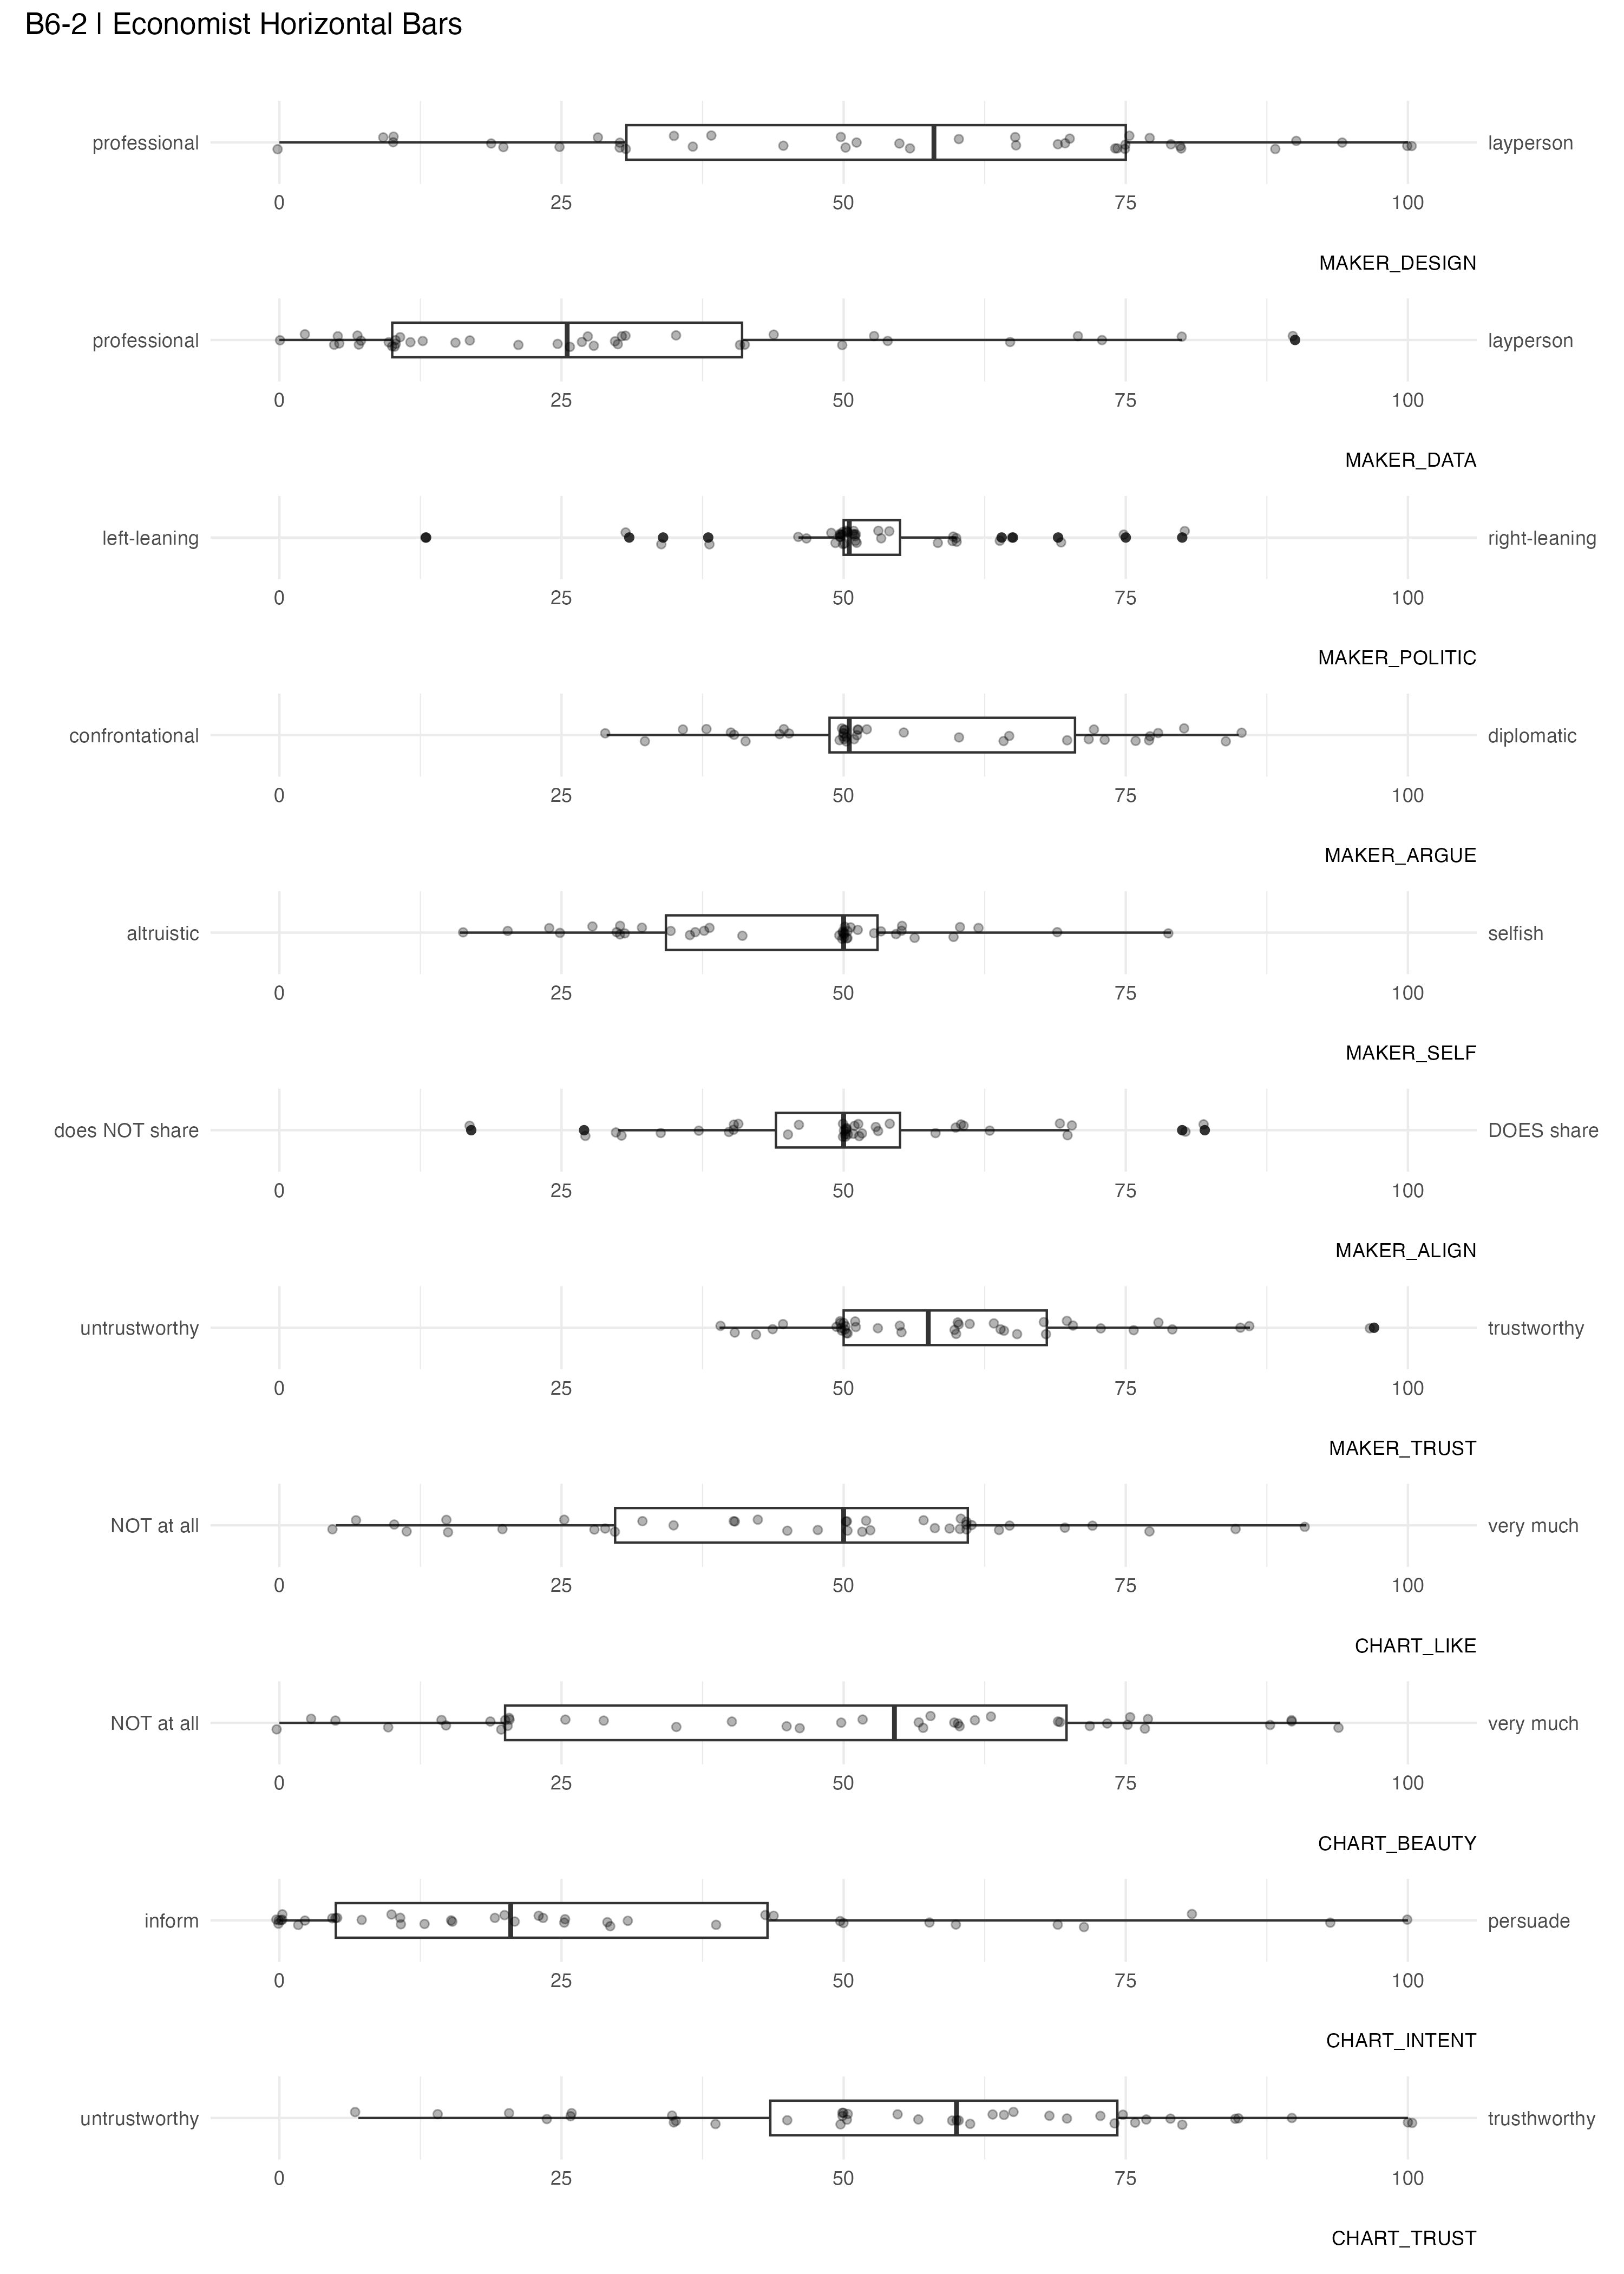 B6-2 | Economist Horizontal Bars
professional layperson
0 25 50 75 100
MAKER_DESIGN
professional layperson
0 25 50 75 100
MAKER_DATA
left-leaning right-leaning
0 25 50 75 100
MAKER_POLITIC
confrontational diplomatic
0 25 50 75 100
MAKER_ARGUE
altruistic selfish
0 25 50 75 100
MAKER_SELF
does NOT share DOES share
0 25 50 75 100
MAKER_ALIGN
untrustworthy trustworthy
0 25 50 75 100
MAKER_TRUST
NOT at all very much
0 25 50 75 100
CHART_LIKE
NOT at all very much
0 25 50 75 100
CHART_BEAUTY
inform persuade
0 25 50 75 100
CHART_INTENT
untrustworthy trusthworthy
0 25 50 75 100
CHART_TRUST